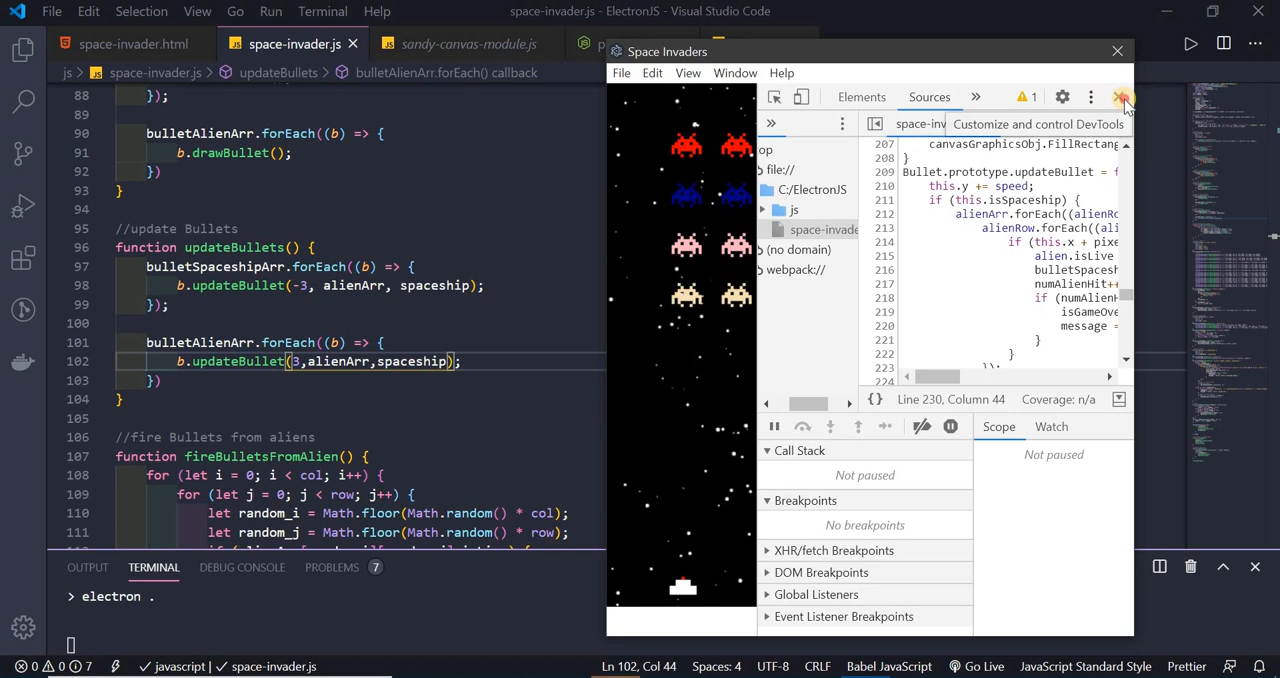 File Edit Selection View Go Run Terminal Help
space-invader.js - ElectronJS - Visual Studio Code
space-invader.html
space-invader.js
sandy-canvas-module.js
js > space-invader.js > updateBullets > bulletAlienArr.forEach() callback
88 });
89
90 bulletAlienArr.forEach((b) => {
91 b.drawBullet();
92 })
93 }
94
95 //update Bullets
96 function updateBullets() {
97 bulletSpaceshipArr.forEach((b) => {
98 b.updateBullet(-3, alienArr, spaceship);
99 });
100
101 bulletAlienArr.forEach((b) => {
102 b.updateBullet(3,alienArr,spaceship);
103 })
104 }
105
106 //fire Bullets from aliens
107 function fireBulletsFromAlien() {
108 for (let i = 0; i < col; i++) {
109 for (let j = 0; j < row; j++) {
110 let random_i = Math.floor(Math.random() * col);
111 let random_j = Math.floor(Math.random() * row);
OUTPUT TERMINAL DEBUG CONSOLE PROBLEMS 7
> electron .
Space Invaders
File Edit View Window Help
Elements Sources » 1
» space-inv
Customize and control DevTools
op
file://
C:/ElectronJS
js
space-invade
(no domain)
webpack://
207 canvasGraphicsObj.FillRectang
208 }
209 Bullet.prototype.updateBullet = f
210 this.y += speed;
211 if (this.isSpaceship) {
212 alienArr.forEach((alienRo
213 alienRow.forEach((ali
214 if (this.x + pixe
215 alien.isLive
216 bulletSpacesh
217 numAlienHit++
218 if (numAlienH
219 isGameOve
220 message =
221 }
222 }
223 });
224
{} Line 230, Column 44 Coverage: n/a
Scope Watch
Call Stack
Not paused
Not paused
Breakpoints
No breakpoints
XHR/fetch Breakpoints
DOM Breakpoints
Global Listeners
Event Listener Breakpoints
0 0 7 javascript space-invader.js
Ln 102, Col 44 Spaces: 4 UTF-8 CRLF Babel JavaScript Go Live JavaScript Standard Style Prettier